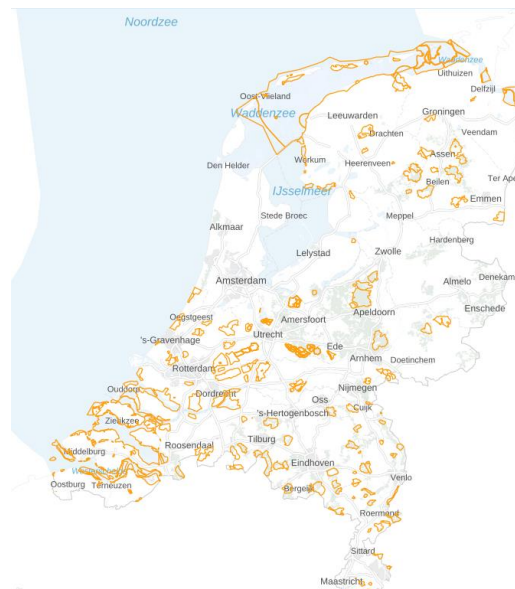 Noordzee
Waddenzee
Uithuizen
Delfzijl
Oost-Vlieland
Waddenzee
Leeuwarden
Groningen
Drachten
Veendam
Den Helder
Workum
Heerenveen
Assen
Beilen
Ter Ape
IJsselmeer
Emmen
Stede Broec
Meppel
Alkmaar
Hardenberg
Lelystad
Zwolle
Amsterdam
Almelo
Denekam
Oegstgeest
Amersfoort
Apeldoorn
Enschede
's-Gravenhage
Utrecht
Ede
Arnhem
Doetinchem
Rotterdam
Ouddorp
Dordrecht
Nijmegen
Oss
Cuijk
Zierikzee
's-Hertogenbosch
Roosendaal
Tilburg
Middelburg
Eindhoven
Venlo
Oostburg
Terneuzen
Bergeijk
Roermond
Sittard
Maastricht